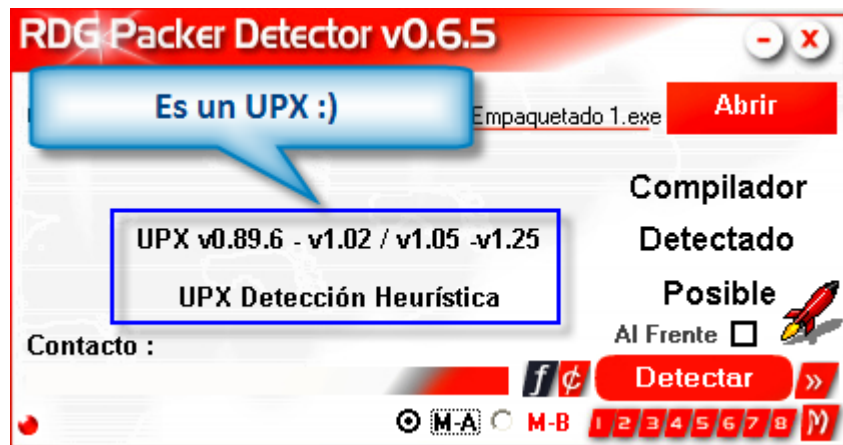 RDG Packer Detector v0.6.5
Es un UPX :)
Empaquetado 1.exe
Abrir
Compilador
UPX v0.89.6 - v1.02 / v1.05 -v1.25
Detectado
UPX Detección Heurística
Posible
Al Frente
Contacto :
f ¢
Detectar
»
M-A
M-B
1 2 3 4 5 6 7 8